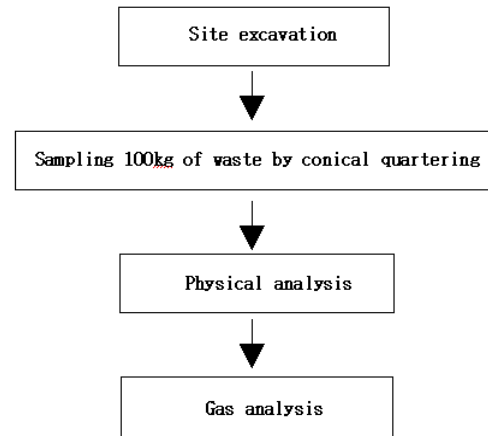 Site excavation
Sampling 100kg of waste by conical quartering
Physical analysis
Gas analysis